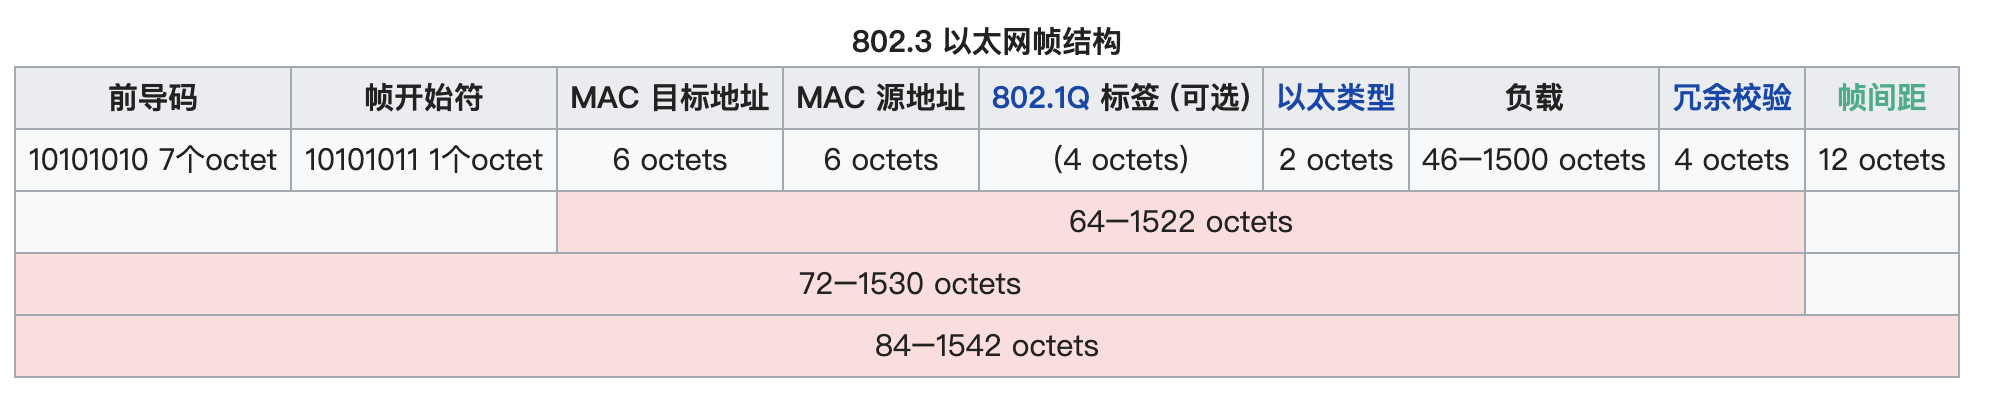 802.3 以太网帧结构
前导码 帧开始符 MAC 目标地址 MAC 源地址 802.1Q 标签 (可选) 以太类型 负载 冗余校验 帧间距
10101010 7个octet 10101011 1个octet 6 octets 6 octets (4 octets) 2 octets 46–1500 octets 4 octets 12 octets
64–1522 octets
72–1530 octets
84–1542 octets